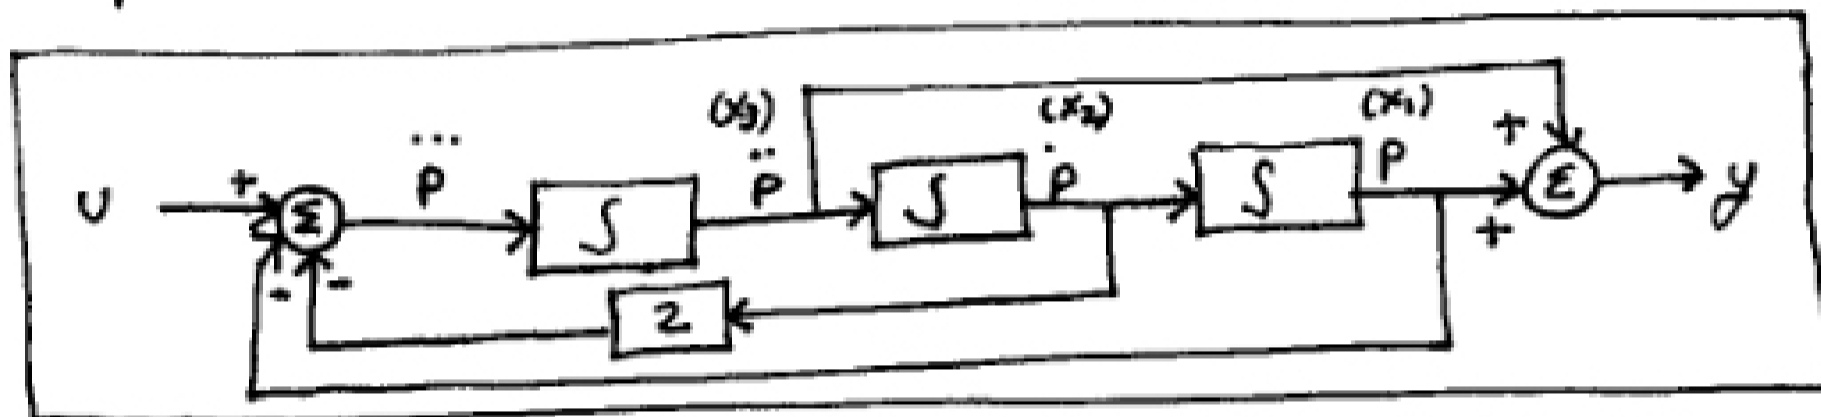 (x₃) (x₂) (x₁)
u + Σ p⃛ ∫ p̈ ∫ ṗ ∫ p + Σ y
+
- -
2